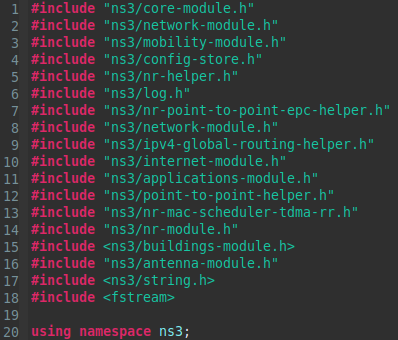 1 #include "ns3/core-module.h"
2 #include "ns3/network-module.h"
3 #include "ns3/mobility-module.h"
4 #include "ns3/config-store.h"
5 #include "ns3/nr-helper.h"
6 #include "ns3/log.h"
7 #include "ns3/nr-point-to-point-epc-helper.h"
8 #include "ns3/network-module.h"
9 #include "ns3/ipv4-global-routing-helper.h"
10 #include "ns3/internet-module.h"
11 #include "ns3/applications-module.h"
12 #include "ns3/point-to-point-helper.h"
13 #include "ns3/nr-mac-scheduler-tdma-rr.h"
14 #include "ns3/nr-module.h"
15 #include <ns3/buildings-module.h>
16 #include "ns3/antenna-module.h"
17 #include <ns3/string.h>
18 #include <fstream>
19
20 using namespace ns3;